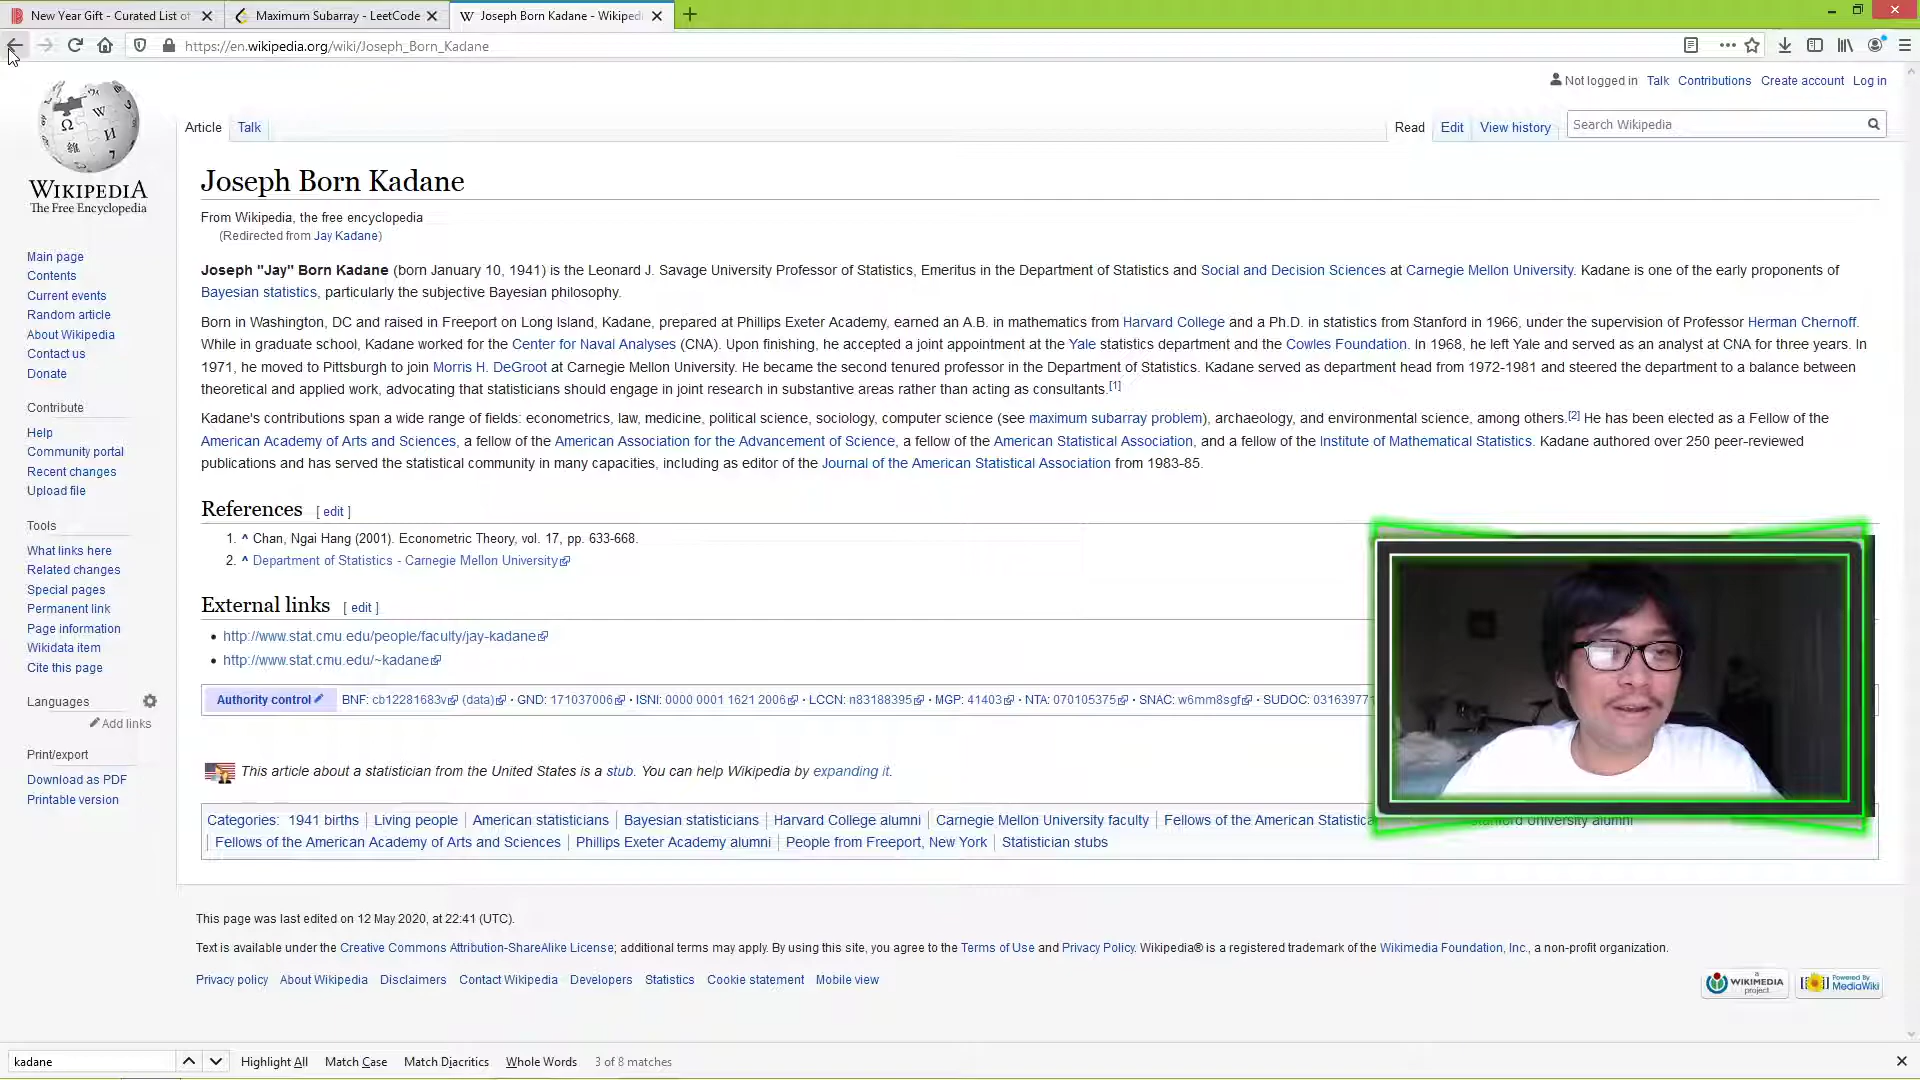 New Year Gift - Curated List of
Maximum Subarray - LeetCode
W Joseph Born Kadane - Wikiped
https://en.wikipedia.org/wiki/Joseph_Born_Kadane
Not logged in Talk Contributions Create account Log in
Article Talk
Read Edit View history Search Wikipedia
WIKIPEDIA
The Free Encyclopedia
Main page
Contents
Current events
Random article
About Wikipedia
Contact us
Donate
Contribute
Help
Community portal
Recent changes
Upload file
Tools
What links here
Related changes
Special pages
Permanent link
Page information
Wikidata item
Cite this page
Languages
Add links
Print/export
Download as PDF
Printable version
Joseph Born Kadane
From Wikipedia, the free encyclopedia
(Redirected from Jay Kadane)
Joseph "Jay" Born Kadane (born January 10, 1941) is the Leonard J. Savage University Professor of Statistics, Emeritus in the Department of Statistics and Social and Decision Sciences at Carnegie Mellon University. Kadane is one of the early proponents of
Bayesian statistics, particularly the subjective Bayesian philosophy.
Born in Washington, DC and raised in Freeport on Long Island, Kadane, prepared at Phillips Exeter Academy, earned an A.B. in mathematics from Harvard College and a Ph.D. in statistics from Stanford in 1966, under the supervision of Professor Herman Chernoff.
While in graduate school, Kadane worked for the Center for Naval Analyses (CNA). Upon finishing, he accepted a joint appointment at the Yale statistics department and the Cowles Foundation. In 1968, he left Yale and served as an analyst at CNA for three years. In
1971, he moved to Pittsburgh to join Morris H. DeGroot at Carnegie Mellon University. He became the second tenured professor in the Department of Statistics. Kadane served as department head from 1972-1981 and steered the department to a balance between
theoretical and applied work, advocating that statisticians should engage in joint research in substantive areas rather than acting as consultants.[1]
Kadane's contributions span a wide range of fields: econometrics, law, medicine, political science, sociology, computer science (see maximum subarray problem), archaeology, and environmental science, among others.[2] He has been elected as a Fellow of the
American Academy of Arts and Sciences, a fellow of the American Association for the Advancement of Science, a fellow of the American Statistical Association, and a fellow of the Institute of Mathematical Statistics. Kadane authored over 250 peer-reviewed
publications and has served the statistical community in many capacities, including as editor of the Journal of the American Statistical Association from 1983-85.
References [ edit ]
1. ^ Chan, Ngai Hang (2001). Econometric Theory, vol. 17, pp. 633-668.
2. ^ Department of Statistics - Carnegie Mellon University
External links [ edit ]
• http://www.stat.cmu.edu/people/faculty/jay-kadane
• http://www.stat.cmu.edu/~kadane
Authority control BNF: cb12281683v (data) · GND: 171037006 · ISNI: 0000 0001 1621 2006 · LCCN: n83188395 · MGP: 41403 · NTA: 070105375 · SNAC: w6mm8sgf · SUDOC: 03163977
This article about a statistician from the United States is a stub. You can help Wikipedia by expanding it.
Categories: 1941 births | Living people | American statisticians | Bayesian statisticians | Harvard College alumni | Carnegie Mellon University faculty | Fellows of the American Statistica stanford University alumni
| Fellows of the American Academy of Arts and Sciences | Phillips Exeter Academy alumni | People from Freeport, New York | Statistician stubs
This page was last edited on 12 May 2020, at 22:41 (UTC).
Text is available under the Creative Commons Attribution-ShareAlike License; additional terms may apply. By using this site, you agree to the Terms of Use and Privacy Policy. Wikipedia® is a registered trademark of the Wikimedia Foundation, Inc., a non-profit organization.
Privacy policy About Wikipedia Disclaimers Contact Wikipedia Developers Statistics Cookie statement Mobile view
A WIKIMEDIA project
Powered By MediaWiki
kadane Highlight All Match Case Match Diacritics Whole Words 3 of 8 matches